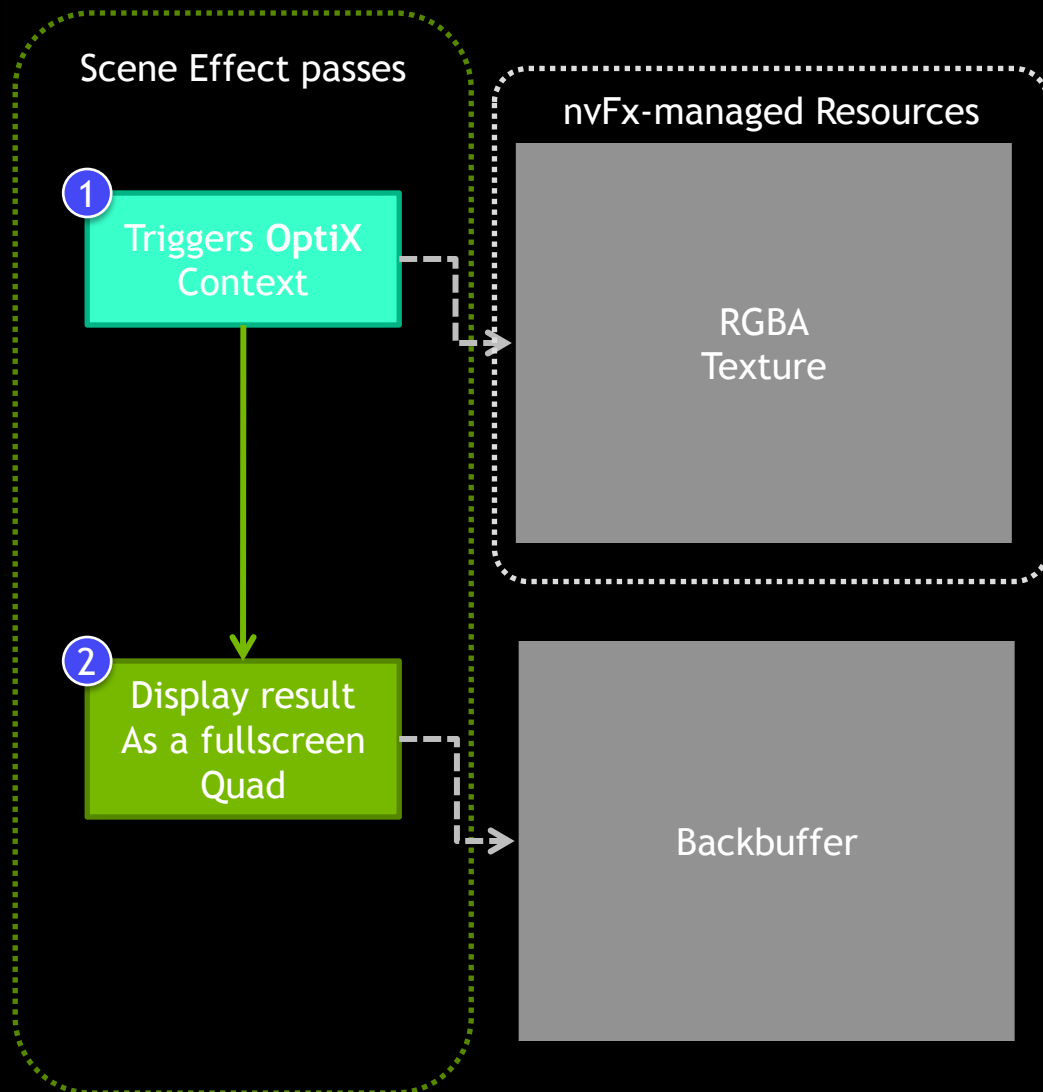 Scene Effect passes
nvFx-managed Resources
1
Triggers OptiX
Context
RGBA
Texture
2
Display result
As a fullscreen
Quad
Backbuffer